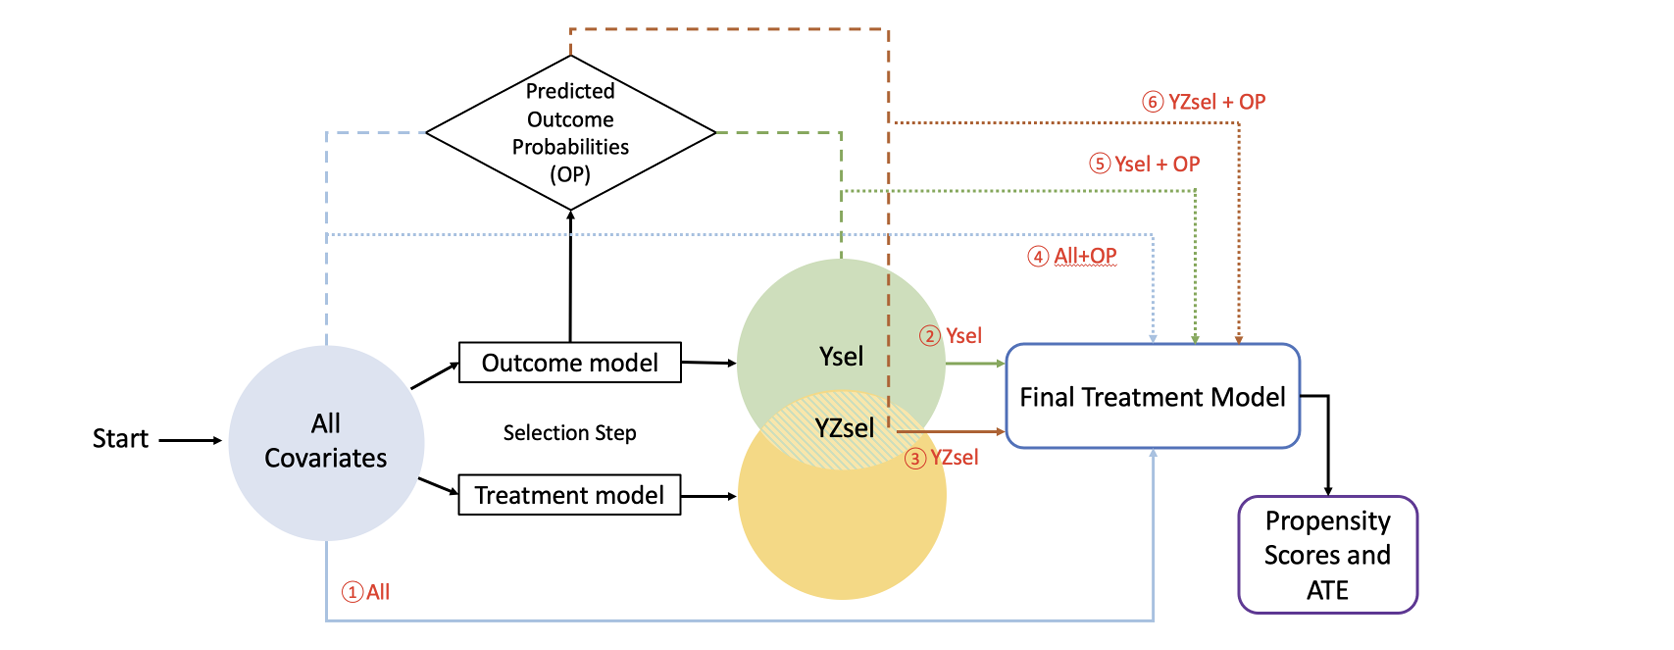 Predicted
Outcome
Probabilities
(OP)
⑥ YZsel + OP
⑤ Ysel + OP
④ All+OP
② Ysel
Ysel
Outcome model
Final Treatment Model
All
Covariates
YZsel
Start
Selection Step
③ YZsel
Treatment model
Propensity
Scores and
ATE
① All